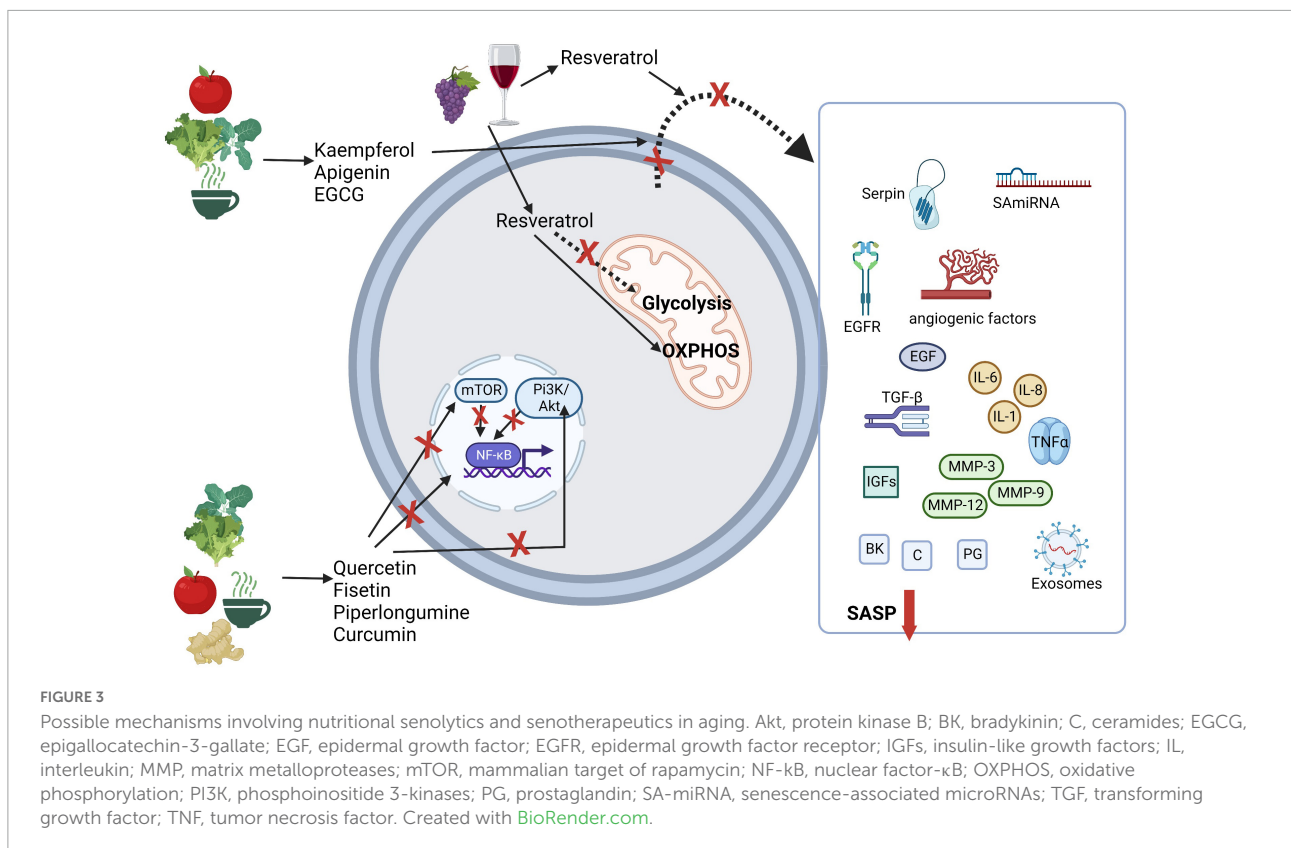 Resveratrol
Kaempferol
Apigenin
EGCG
Resveratrol
Glycolysis
OXPHOS
mTOR
Pi3K/
Akt
NF-κB
Quercetin
Fisetin
Piperlongumine
Curcumin
X
X
X
X
X
X
X
X
Serpin
SAmiRNA
EGFR
angiogenic factors
EGF
IL-6
IL-8
IL-1
TGF-β
TNFα
MMP-3
MMP-9
MMP-12
IGFs
BK
C
PG
Exosomes
SASP
FIGURE 3
Possible mechanisms involving nutritional senolytics and senotherapeutics in aging. Akt, protein kinase B; BK, bradykinin; C, ceramides; EGCG,
epigallocatechin-3-gallate; EGF, epidermal growth factor; EGFR, epidermal growth factor receptor; IGFs, insulin-like growth factors; IL,
interleukin; MMP, matrix metalloproteases; mTOR, mammalian target of rapamycin; NF-kB, nuclear factor-κB; OXPHOS, oxidative
phosphorylation; PI3K, phosphoinositide 3-kinases; PG, prostaglandin; SA-miRNA, senescence-associated microRNAs; TGF, transforming
growth factor; TNF, tumor necrosis factor. Created with BioRender.com.